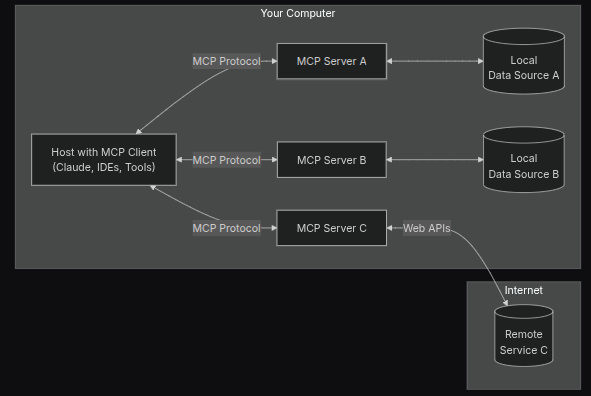 Your Computer
MCP Protocol
MCP Server A
Local
Data Source A
Host with MCP Client
(Claude, IDEs, Tools)
MCP Protocol
MCP Server B
Local
Data Source B
MCP Protocol
MCP Server C
Web APIs
Internet
Remote
Service C